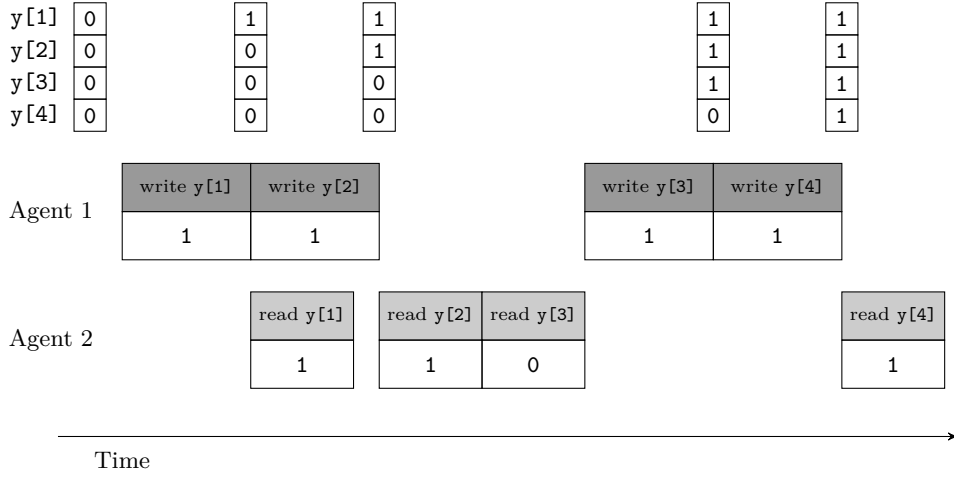 y[1] 0 1 1 1 1
y[2] 0 0 1 1 1
y[3] 0 0 0 1 1
y[4] 0 0 0 0 1
write y[1] write y[2] write y[3] write y[4]
Agent 1
1 1 1 1
read y[1] read y[2] read y[3] read y[4]
Agent 2
1 1 0 1
Time